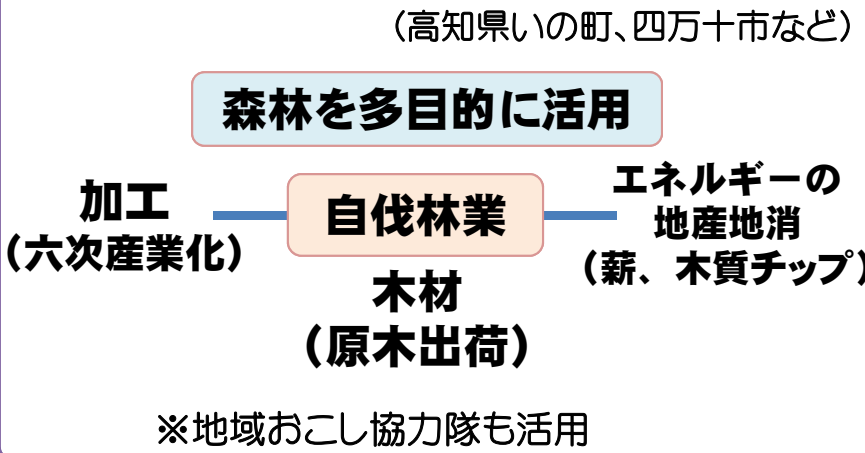 （高知県いの町、四万十市など）
森林を多目的に活用
加工
（六次産業化）
自伐林業
エネルギーの
地産地消
（薪、木質チップ）
木材
（原木出荷）
※地域おこし協力隊も活用